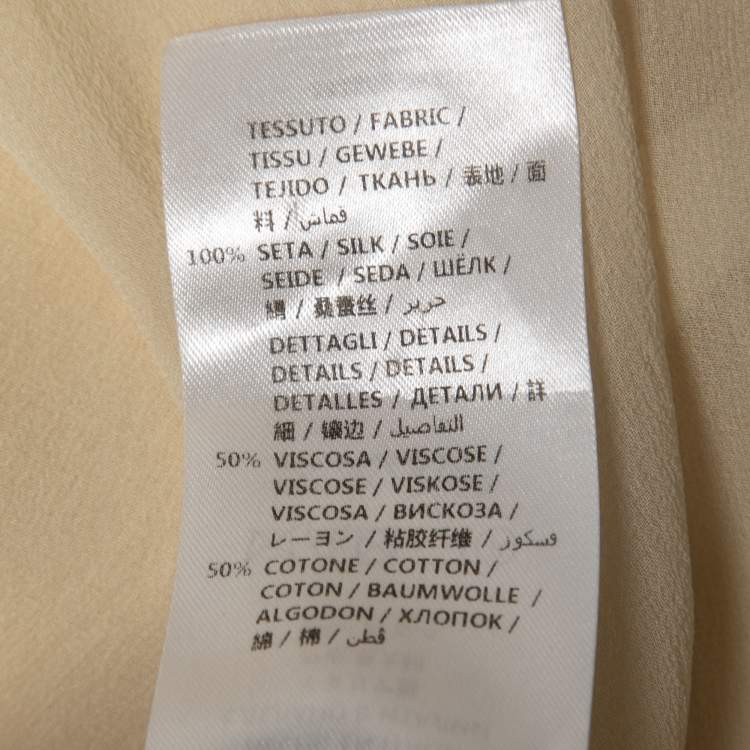 TESSUTO / FABRIC /
TISSU / GEWEBE /
TEJIDO / ТКАНЬ / 表地 / 面
料 / قماش
100% SETA / SILK / SOIE /
SEIDE / SEDA / ШЁЛК /
絹 / 桑蚕丝 / حرير
DETTAGLI / DETAILS /
DETAILS / DETAILS /
DETALLES / ДЕТАЛИ / 詳
細 / 镶边 / التفاصيل
50% VISCOSA / VISCOSE /
VISCOSE / VISKOSE /
VISCOSA / ВИСКОЗА /
レーヨン / 粘胶纤维 / فسكوز
50% COTONE / COTTON /
COTON / BAUMWOLLE /
ALGODON / ХЛОПОК /
綿 / 棉 / قطن